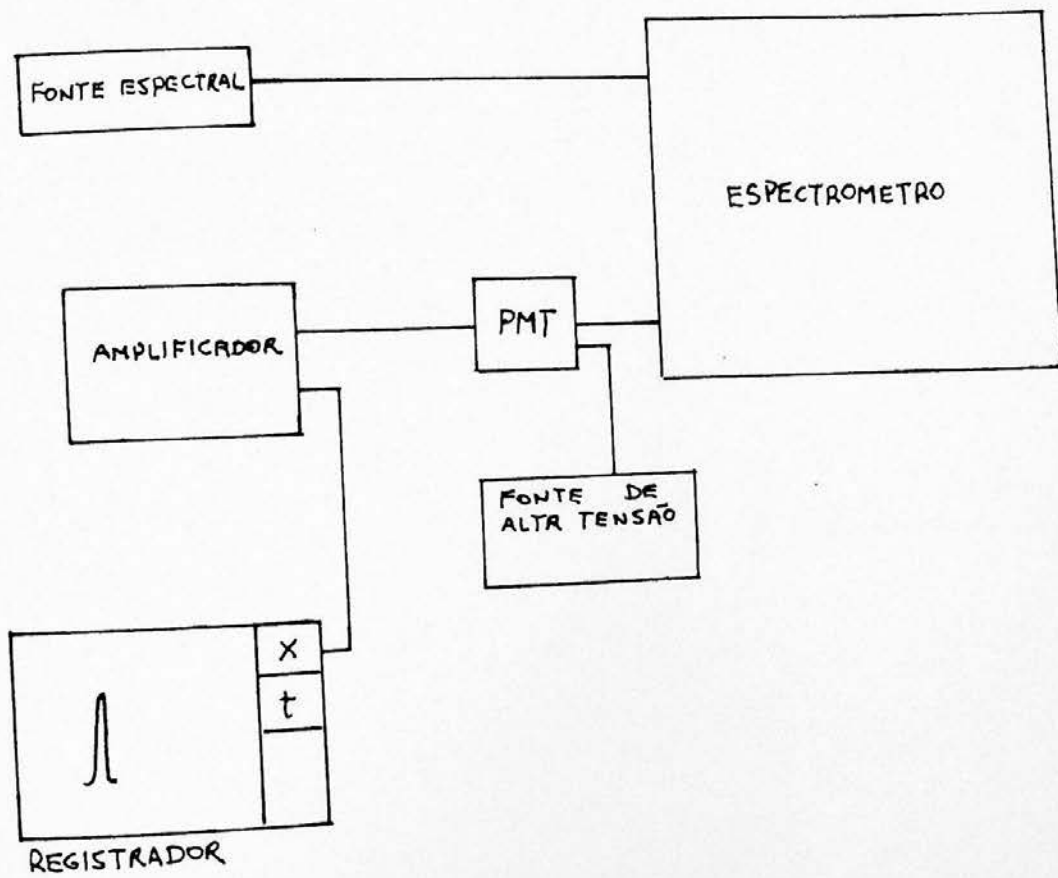 FONTE ESPECTRAL
ESPECTROMETRO
AMPLIFICADOR
PMT
FONTE DE
ALTA TENSÃO
X
t
REGISTRADOR